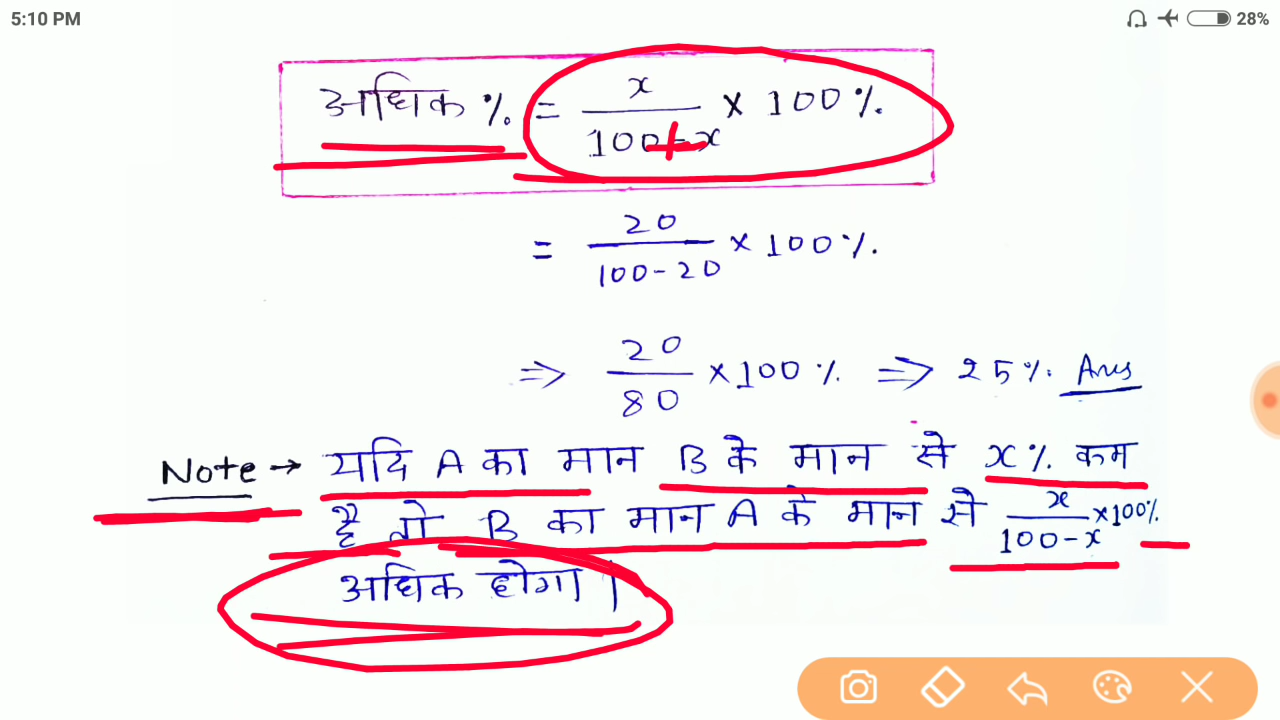 5:10 PM 28%
अधिक %. = x / 100 - x × 100 %.
= 20 / 100 - 20 × 100 %.
⇒ 20 / 80 × 100 %. ⇒ 25 %. Ans
Note → यदि A का मान B के मान से x %. कम
है तो B का मान A के मान से x / 100 - x × 100 %.
अधिक होगा |